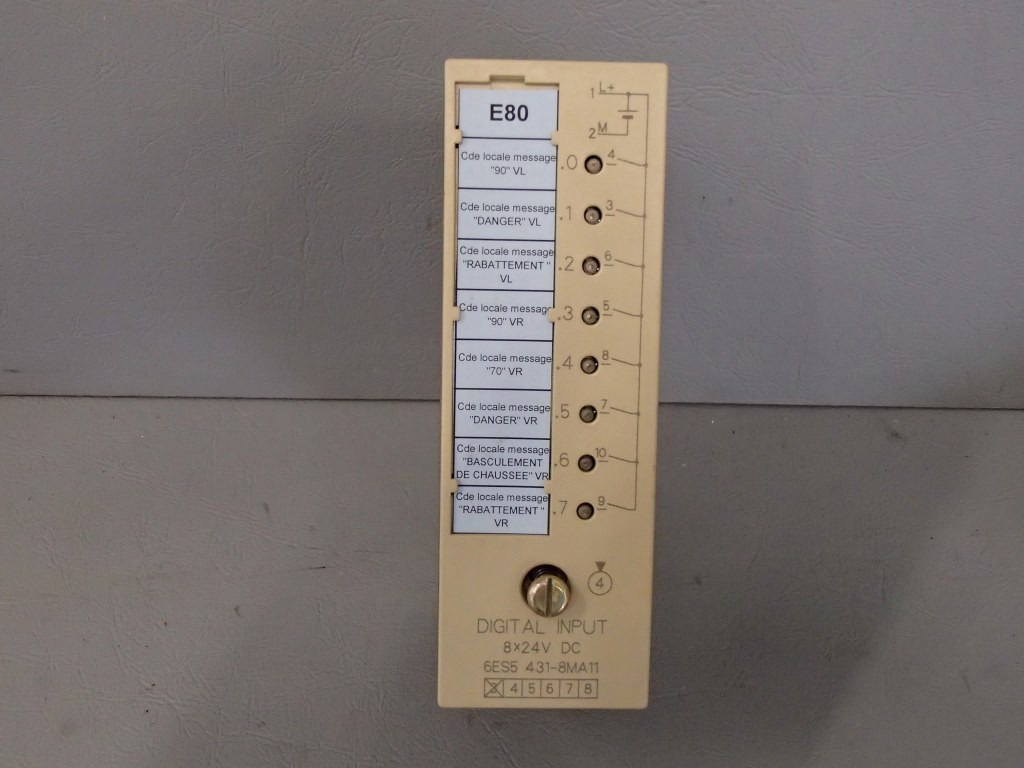 E80
1 L+
2 M
Cde locale message
"90" VL
.0 4
Cde locale message
"DANGER" VL
.1 3
Cde locale message
"RABATTEMENT "
VL
.2 6
Cde locale message
"90" VR
.3 5
Cde locale message
"70" VR
.4 8
Cde locale message
"DANGER" VR
.5 7
Cde locale message
"BASCULEMENT
DE CHAUSSEE" VR
.6 10
Cde locale message
"RABATTEMENT "
VR
.7 9
4
DIGITAL INPUT
8×24V DC
6ES5 431-8MA11
3 4 5 6 7 8